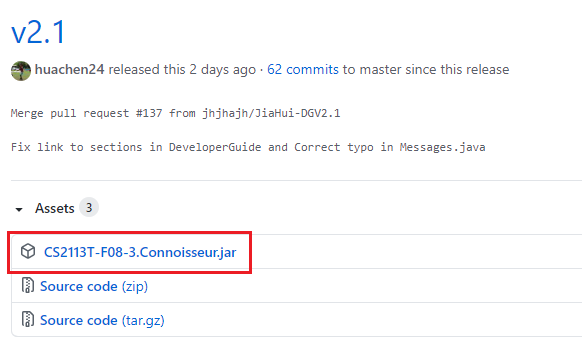 v2.1
huachen24 released this 2 days ago · 62 commits to master since this release
Merge pull request #137 from jhjhajh/JiaHui-DGV2.1
Fix link to sections in DeveloperGuide and Correct typo in Messages.java
Assets 3
CS2113T-F08-3.Connoisseur.jar
Source code (zip)
Source code (tar.gz)